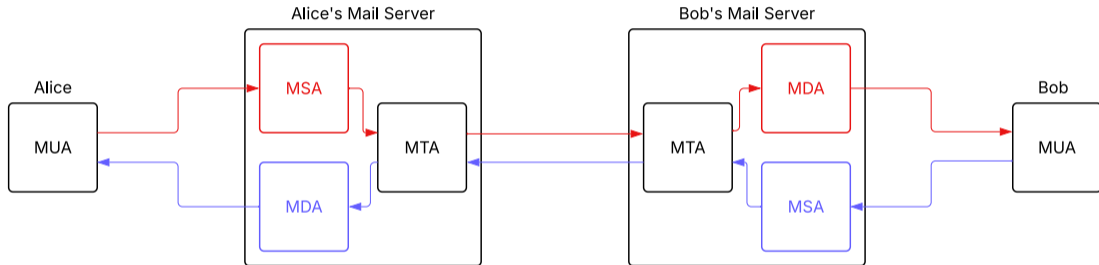 Alice's Mail Server
Bob's Mail Server
Alice
MUA
MSA
MTA
MDA
MTA
MDA
MSA
Bob
MUA